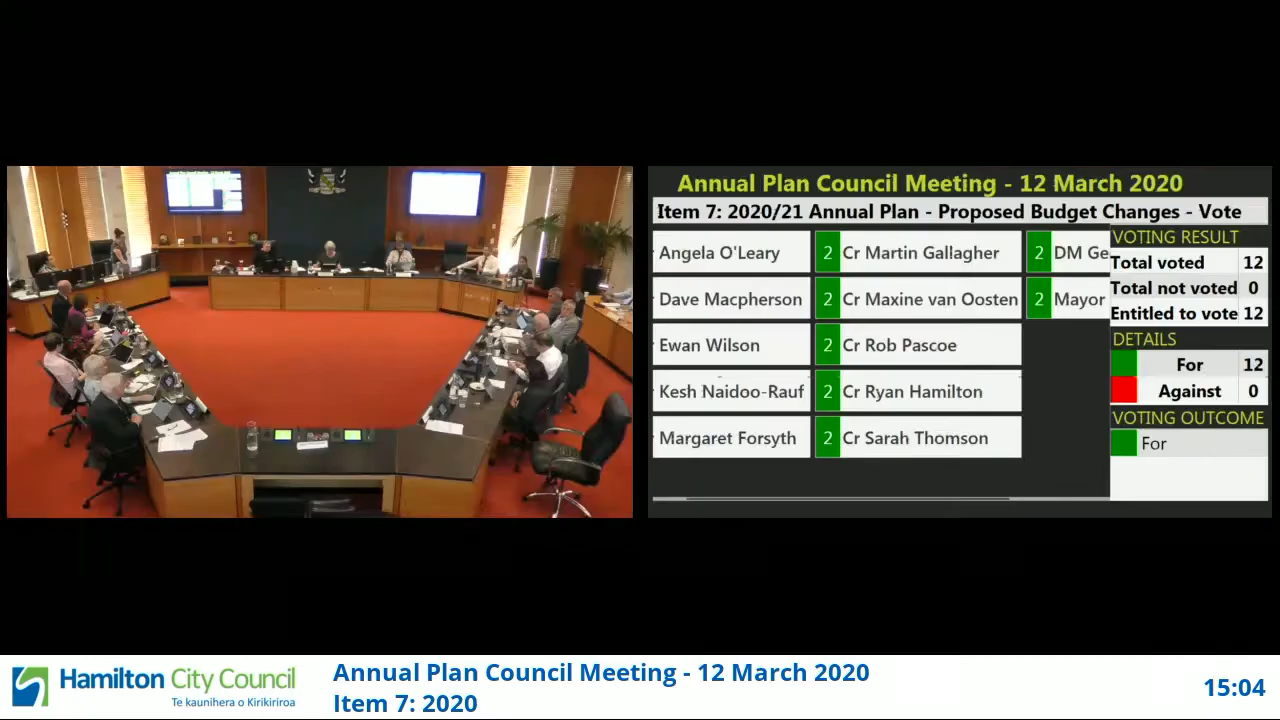 Annual Plan Council Meeting - 12 March 2020
Item 7: 2020/21 Annual Plan - Proposed Budget Changes - Vote
Angela O'Leary
2 Cr Martin Gallagher
2 DM Ge
Dave Macpherson
2 Cr Maxine van Oosten
2 Mayor
Ewan Wilson
2 Cr Rob Pascoe
Kesh Naidoo-Rauf
2 Cr Ryan Hamilton
Margaret Forsyth
2 Cr Sarah Thomson
VOTING RESULT
Total voted 12
Total not voted 0
Entitled to vote 12
DETAILS
For 12
Against 0
VOTING OUTCOME
For
Hamilton City Council
Te kaunihera o Kirikiriroa
Annual Plan Council Meeting - 12 March 2020
Item 7: 2020
15:04